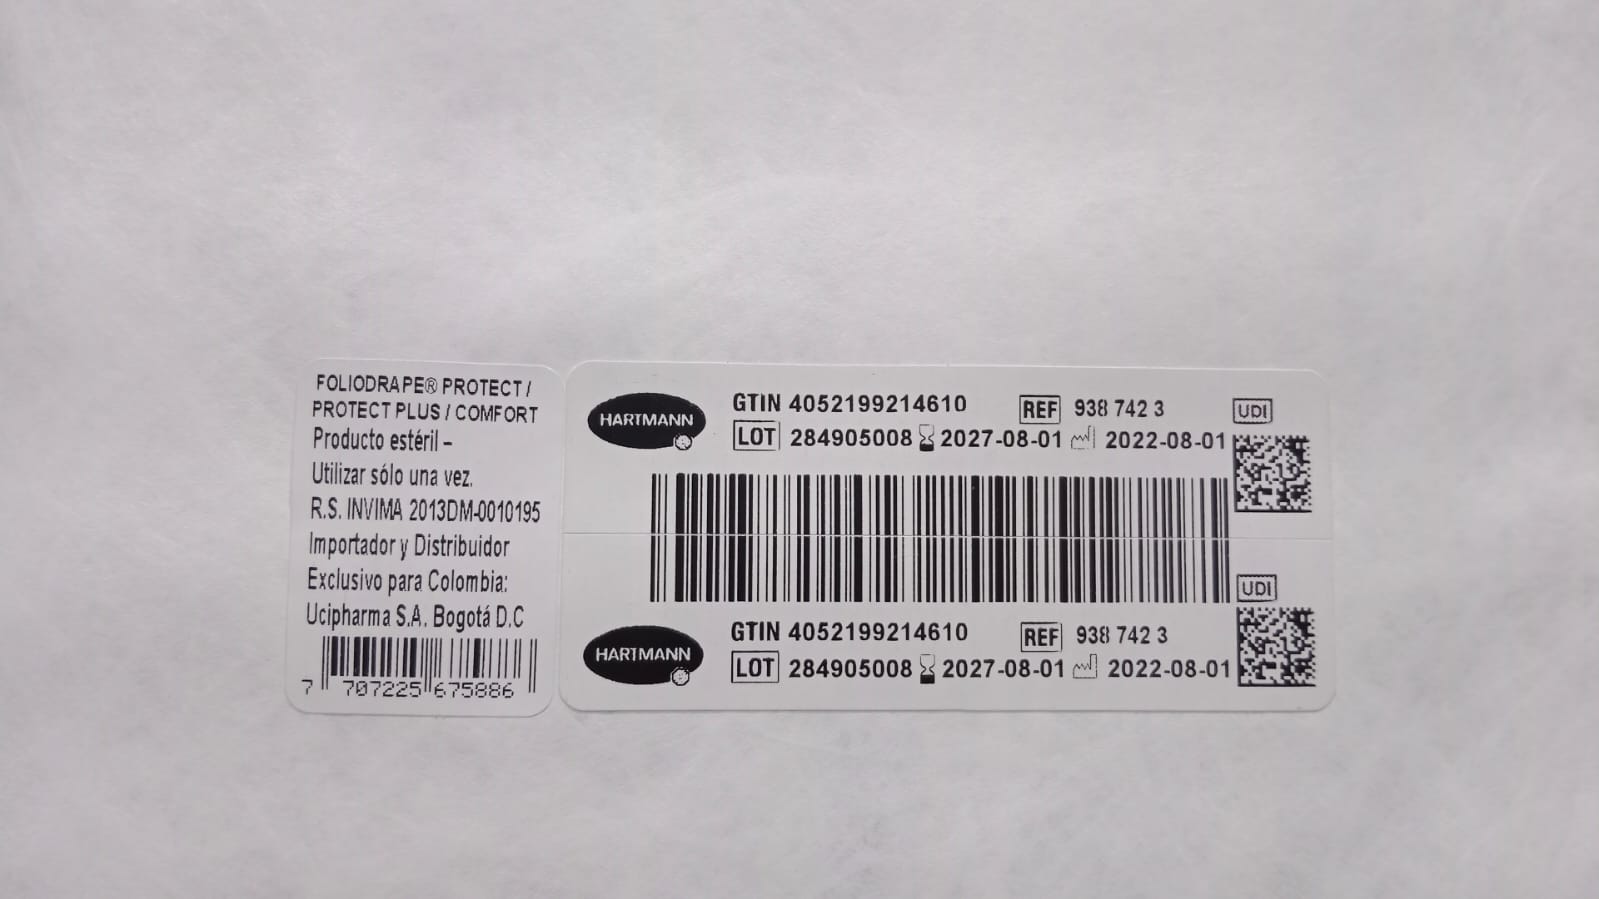 FOLIODRAPE® PROTECT /
PROTECT PLUS / COMFORT
Producto estéril –
Utilizar sólo una vez.
R.S. INVIMA 2013DM-0010195
Importador y Distribuidor
Exclusivo para Colombia:
Ucipharma S.A. Bogotá D.C
7 707225 675886
HARTMANN
GTIN 4052199214610 REF 938 742 3 UDI
LOT 284905008 2027-08-01 2022-08-01
UDI
HARTMANN
GTIN 4052199214610 REF 938 742 3
LOT 284905008 2027-08-01 2022-08-01